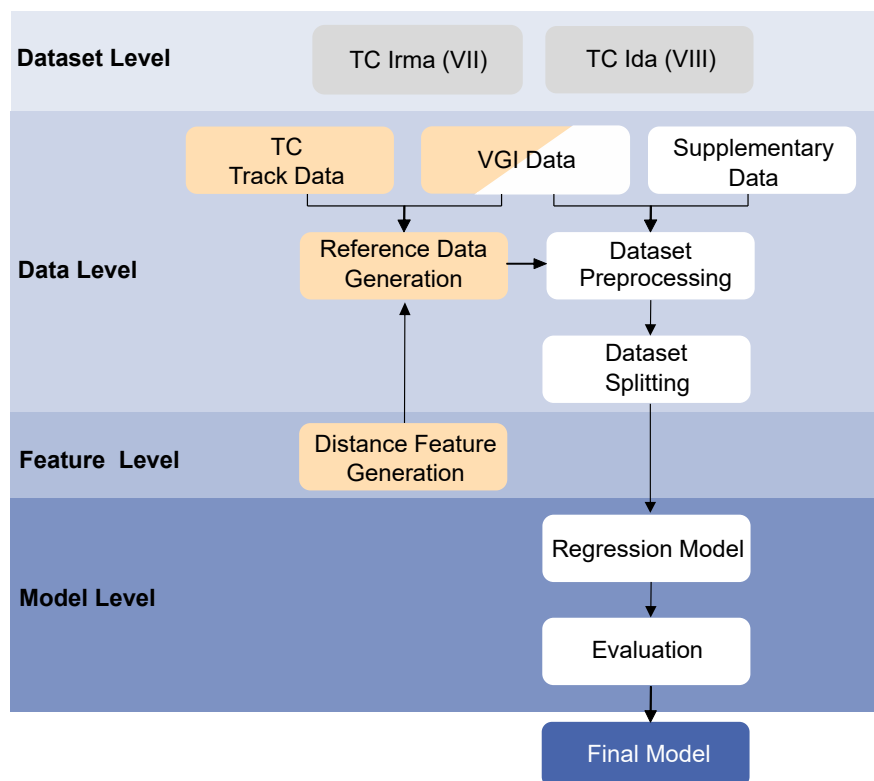 Dataset Level
TC Irma (VII)
TC Ida (VIII)
TC
Track Data
VGI Data
Supplementary
Data
Data Level
Reference Data
Generation
Dataset
Preprocessing
Dataset
Splitting
Feature Level
Distance Feature
Generation
Regression Model
Model Level
Evaluation
Final Model